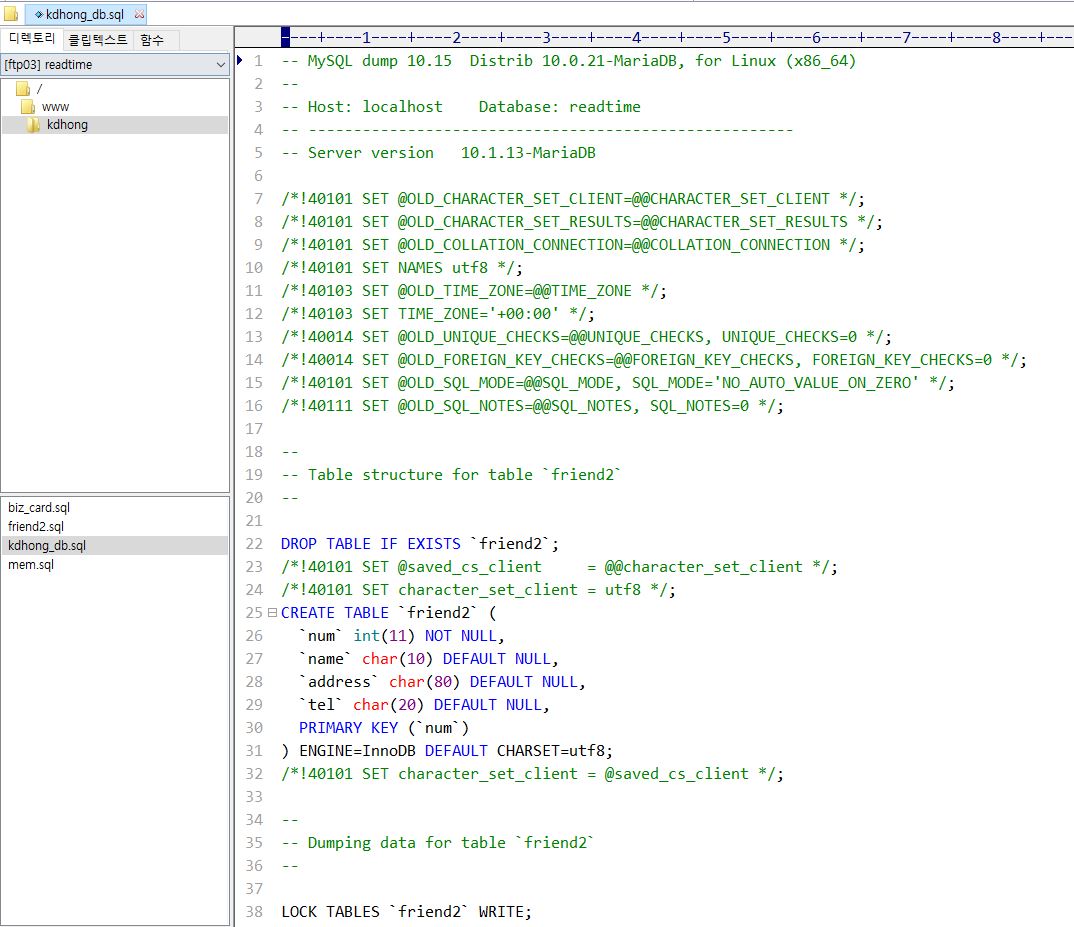 kdhong_db.sql
디렉토리 클립텍스트 함수
[ftp03] readtime
/
www
kdhong
biz_card.sql
friend2.sql
kdhong_db.sql
mem.sql
----+----1----+----2----+----3----+----4----+----5----+----6----+----7----+----8----+---
1 -- MySQL dump 10.15  Distrib 10.0.21-MariaDB, for Linux (x86_64)
2 --
3 -- Host: localhost    Database: readtime
4 -- ------------------------------------------------------
5 -- Server version   10.1.13-MariaDB
6
7 /*!40101 SET @OLD_CHARACTER_SET_CLIENT=@@CHARACTER_SET_CLIENT */;
8 /*!40101 SET @OLD_CHARACTER_SET_RESULTS=@@CHARACTER_SET_RESULTS */;
9 /*!40101 SET @OLD_COLLATION_CONNECTION=@@COLLATION_CONNECTION */;
10 /*!40101 SET NAMES utf8 */;
11 /*!40103 SET @OLD_TIME_ZONE=@@TIME_ZONE */;
12 /*!40103 SET TIME_ZONE='+00:00' */;
13 /*!40014 SET @OLD_UNIQUE_CHECKS=@@UNIQUE_CHECKS, UNIQUE_CHECKS=0 */;
14 /*!40014 SET @OLD_FOREIGN_KEY_CHECKS=@@FOREIGN_KEY_CHECKS, FOREIGN_KEY_CHECKS=0 */;
15 /*!40101 SET @OLD_SQL_MODE=@@SQL_MODE, SQL_MODE='NO_AUTO_VALUE_ON_ZERO' */;
16 /*!40111 SET @OLD_SQL_NOTES=@@SQL_NOTES, SQL_NOTES=0 */;
17
18 --
19 -- Table structure for table `friend2`
20 --
21
22 DROP TABLE IF EXISTS `friend2`;
23 /*!40101 SET @saved_cs_client     = @@character_set_client */;
24 /*!40101 SET character_set_client = utf8 */;
25 CREATE TABLE `friend2` (
26   `num` int(11) NOT NULL,
27   `name` char(10) DEFAULT NULL,
28   `address` char(80) DEFAULT NULL,
29   `tel` char(20) DEFAULT NULL,
30   PRIMARY KEY (`num`)
31 ) ENGINE=InnoDB DEFAULT CHARSET=utf8;
32 /*!40101 SET character_set_client = @saved_cs_client */;
33
34 --
35 -- Dumping data for table `friend2`
36 --
37
38 LOCK TABLES `friend2` WRITE;